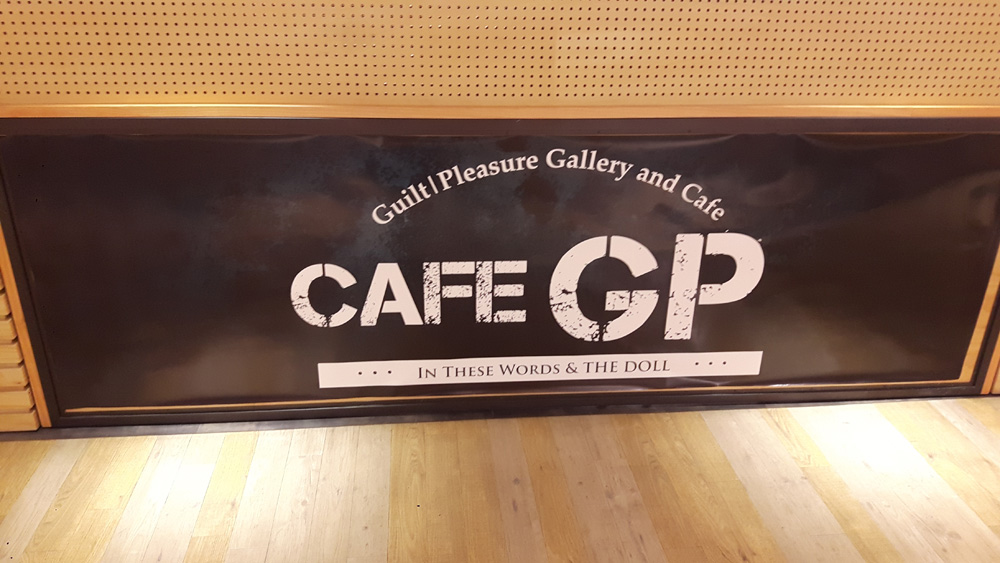 Guilt|Pleasure Gallery and Cafe
CAFE GP
• • • IN THESE WORDS & THE DOLL • • •